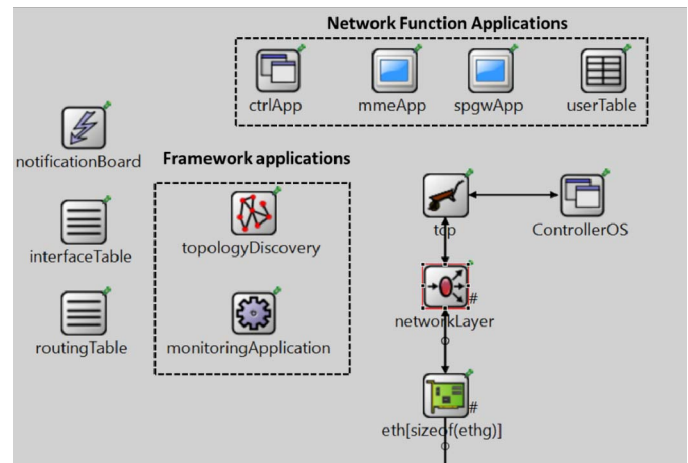 Network Function Applications
ctrlApp
mmeApp
spgwApp
userTable
notificationBoard
Framework applications
topologyDiscovery
interfaceTable
tcp
ControllerOS
#
networkLayer
routingTable
monitoringApplication
#
eth[sizeof(ethg)]